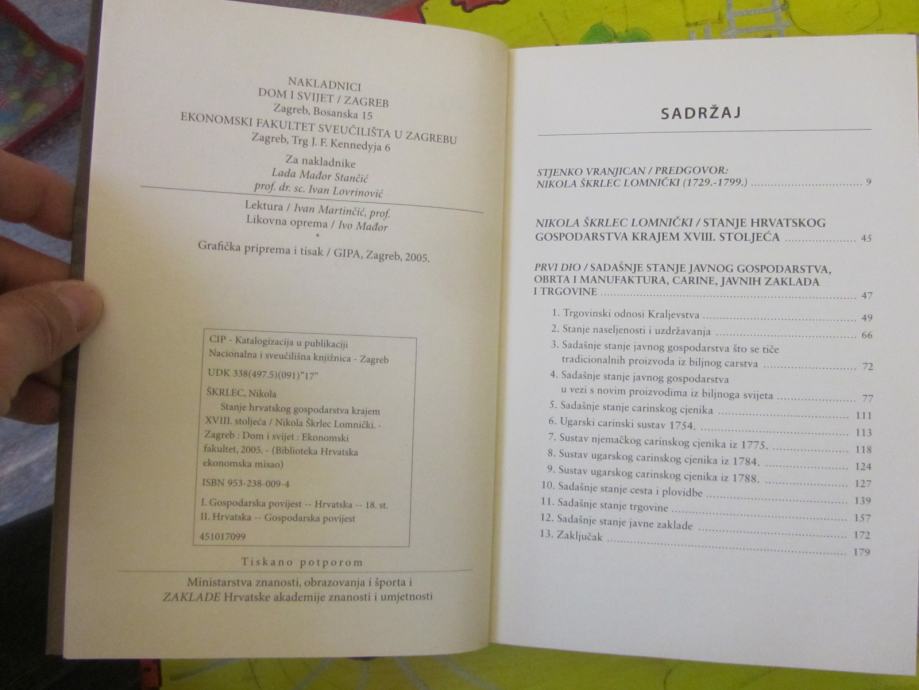 NAKLADNICI
DOM I SVIJET / ZAGREB
Zagreb, Bosanska 15
EKONOMSKI FAKULTET SVEUČILIŠTA U ZAGREBU
Zagreb, Trg J. F. Kennedyja 6
Za nakladnike
Lada Mađor Stančić
prof. dr. sc. Ivan Lovrinović
Lektura / Ivan Martinčić, prof.
Likovna oprema / Ivo Mađor
*
Grafička priprema i tisak / GIPA, Zagreb, 2005.
CIP - Katalogizacija u publikaciji
Nacionalna i sveučilišna knjižnica - Zagreb
UDK 338(497.5)(091)"17"
ŠKRLEC, Nikola
Stanje hrvatskog gospodarstva krajem
XVIII. stoljeća / Nikola Škrlec Lomnički. -
Zagreb : Dom i svijet : Ekonomski
fakultet, 2005. - (Biblioteka Hrvatska
ekonomska misao)
ISBN 953-238-009-4
I. Gospodarska povijest -- Hrvatska -- 18. st.
II. Hrvatska -- Gospodarska povijest
451017099
Tiskano potporom
Ministarstva znanosti, obrazovanja i športa i
ZAKLADE Hrvatske akademije znanosti i umjetnosti
SADRŽAJ
STJENKO VRANJICAN / PREDGOVOR:
NIKOLA ŠKRLEC LOMNIČKI (1729.-1799.) ........ 9
NIKOLA ŠKRLEC LOMNIČKI / STANJE HRVATSKOG
GOSPODARSTVA KRAJEM XVIII. STOLJEĆA ........ 45
PRVI DIO / SADAŠNJE STANJE JAVNOG GOSPODARSTVA,
OBRTA I MANUFAKTURA, CARINE, JAVNIH ZAKLADA
I TRGOVINE ........ 47
1. Trgovinski odnosi Kraljevstva ........ 49
2. Stanje naseljenosti i uzdržavanja ........ 66
3. Sadašnje stanje javnog gospodarstva što se tiče
tradicionalnih proizvoda iz biljnog carstva ........ 72
4. Sadašnje stanje javnog gospodarstva
u vezi s novim proizvodima iz biljnoga svijeta ........ 77
5. Sadašnje stanje carinskog cjenika ........ 111
6. Ugarski carinski sustav 1754. ........ 113
7. Sustav njemačkog carinskog cjenika iz 1775. ........ 118
8. Sustav ugarskog carinskog cjenika iz 1784. ........ 124
9. Sustav ugarskog carinskog cjenika iz 1788. ........ 127
10. Sadašnje stanje cesta i plovidbe ........ 139
11. Sadašnje stanje trgovine ........ 157
12. Sadašnje stanje javne zaklade ........ 172
13. Zaključak ........ 179